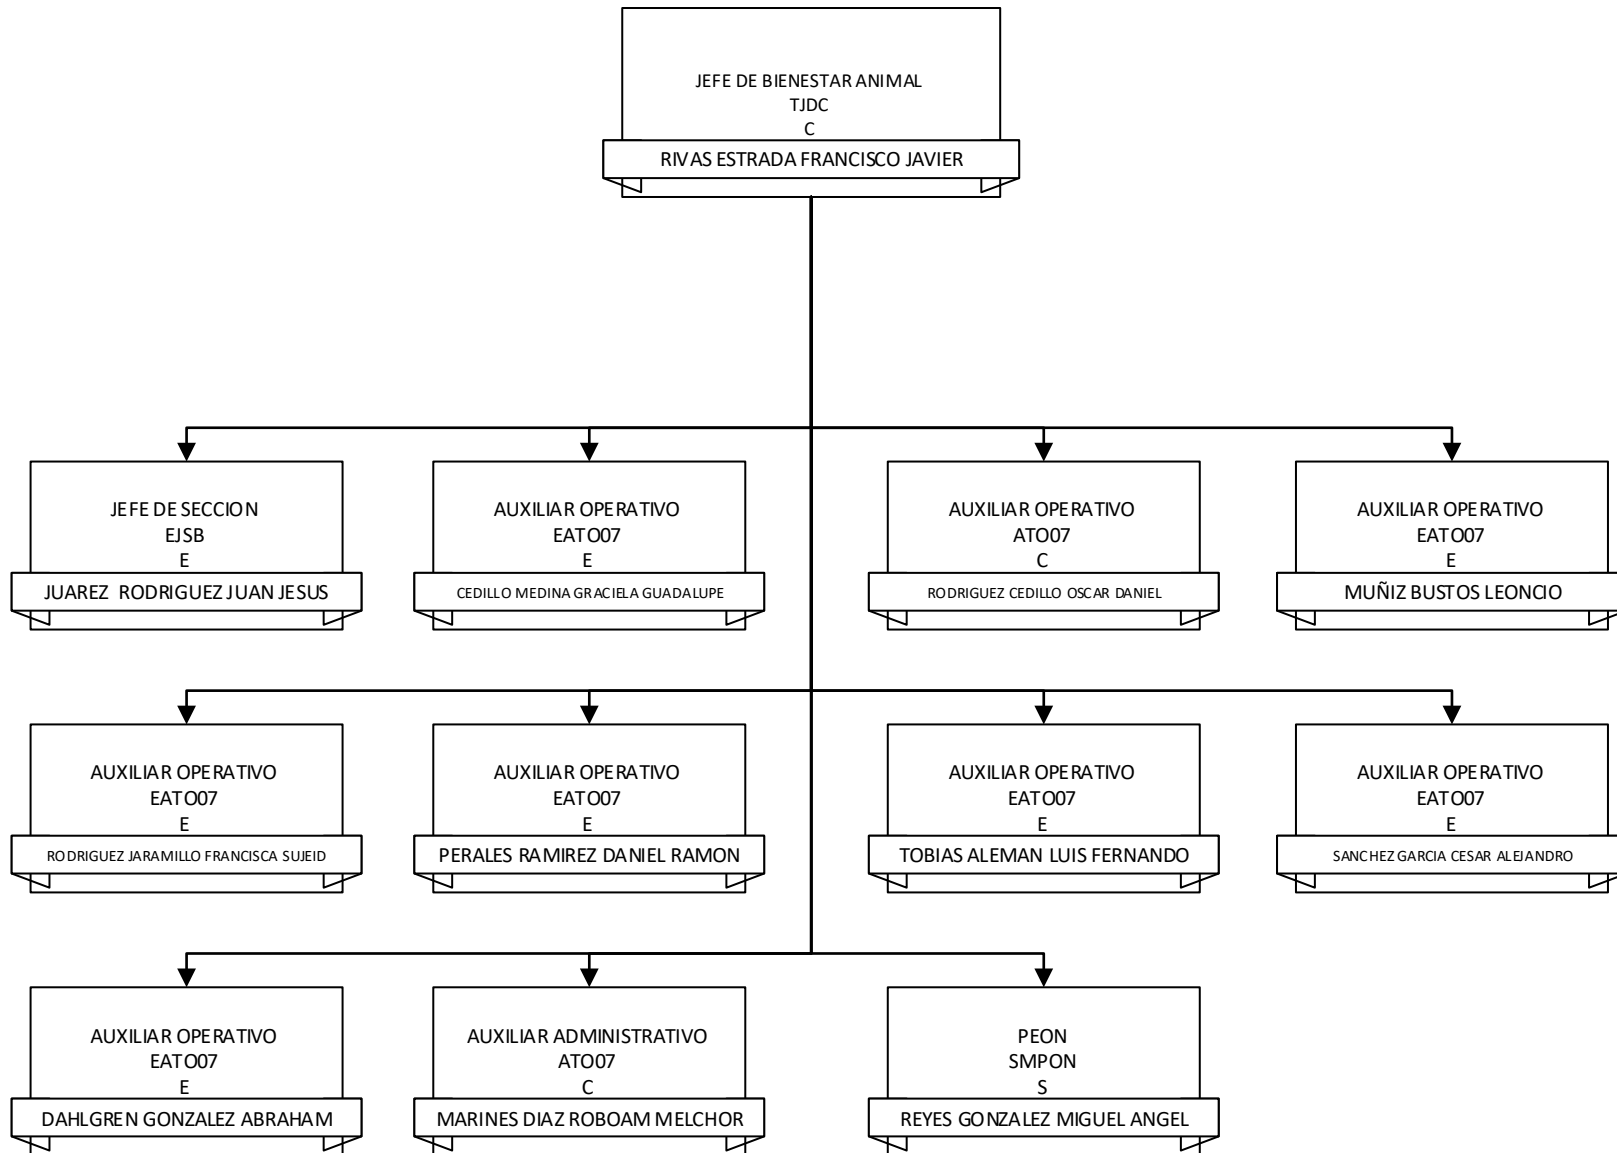 JEFE DE BIENESTAR ANIMAL
TJDC
C
RIVAS ESTRADA FRANCISCO JAVIER
JEFE DE SECCION
EJSB
E
JUAREZ RODRIGUEZ JUAN JESUS
AUXILIAR OPERATIVO
EATO07
E
CEDILLO MEDINA GRACIELA GUADALUPE
AUXILIAR OPERATIVO
ATO07
C
RODRIGUEZ CEDILLO OSCAR DANIEL
AUXILIAR OPERATIVO
EATO07
E
MUÑIZ BUSTOS LEONCIO
AUXILIAR OPERATIVO
EATO07
E
RODRIGUEZ JARAMILLO FRANCISCA SUJEID
AUXILIAR OPERATIVO
EATO07
E
PERALES RAMIREZ DANIEL RAMON
AUXILIAR OPERATIVO
EATO07
E
TOBIAS ALEMAN LUIS FERNANDO
AUXILIAR OPERATIVO
EATO07
E
SANCHEZ GARCIA CESAR ALEJANDRO
AUXILIAR OPERATIVO
EATO07
E
DAHLGREN GONZALEZ ABRAHAM
AUXILIAR ADMINISTRATIVO
ATO07
C
MARINES DIAZ ROBOAM MELCHOR
PEON
SMPON
S
REYES GONZALEZ MIGUEL ANGEL